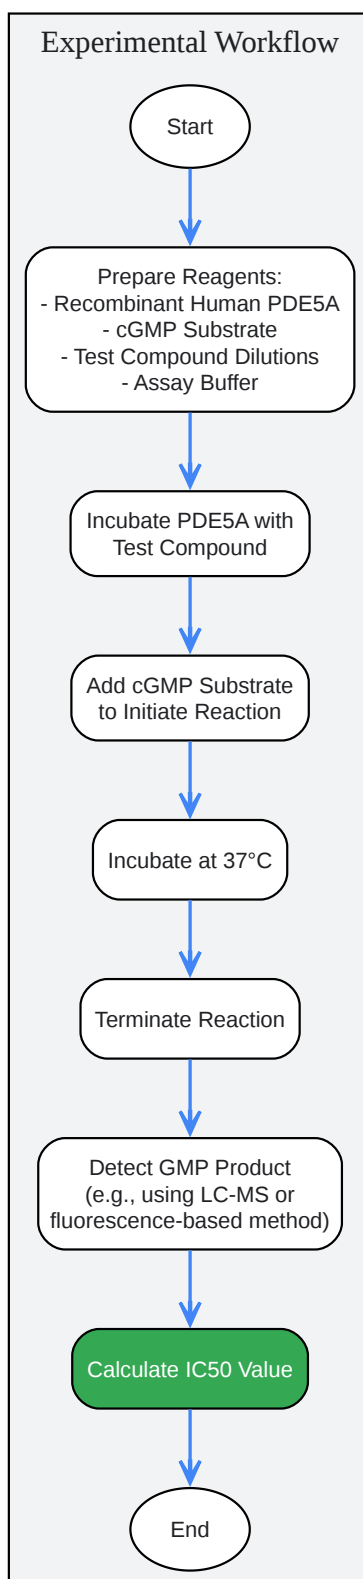 Experimental Workflow
Start
Prepare Reagents:
- Recombinant Human PDE5A
- cGMP Substrate
- Test Compound Dilutions
- Assay Buffer
Incubate PDE5A with
Test Compound
Add cGMP Substrate
to Initiate Reaction
Incubate at 37°C
Terminate Reaction
Detect GMP Product
(e.g., using LC-MS or
fluorescence-based method)
Calculate IC50 Value
End